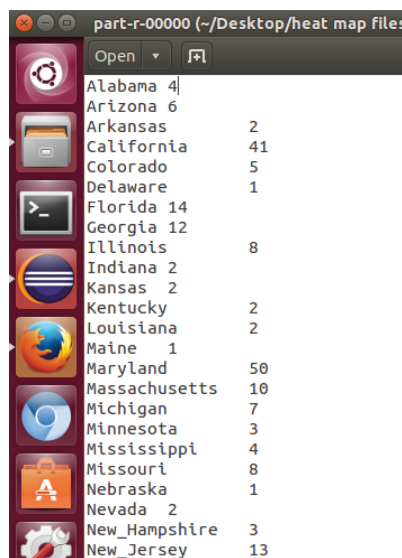 part-r-00000 (~/Desktop/heat map files
Open
Alabama 4
Arizona 6
Arkansas 2
California 41
Colorado 5
Delaware 1
Florida 14
Georgia 12
Illinois 8
Indiana 2
Kansas 2
Kentucky 2
Louisiana 2
Maine 1
Maryland 50
Massachusetts 10
Michigan 7
Minnesota 3
Mississippi 4
Missouri 8
Nebraska 1
Nevada 2
New_Hampshire 3
New_Jersey 13